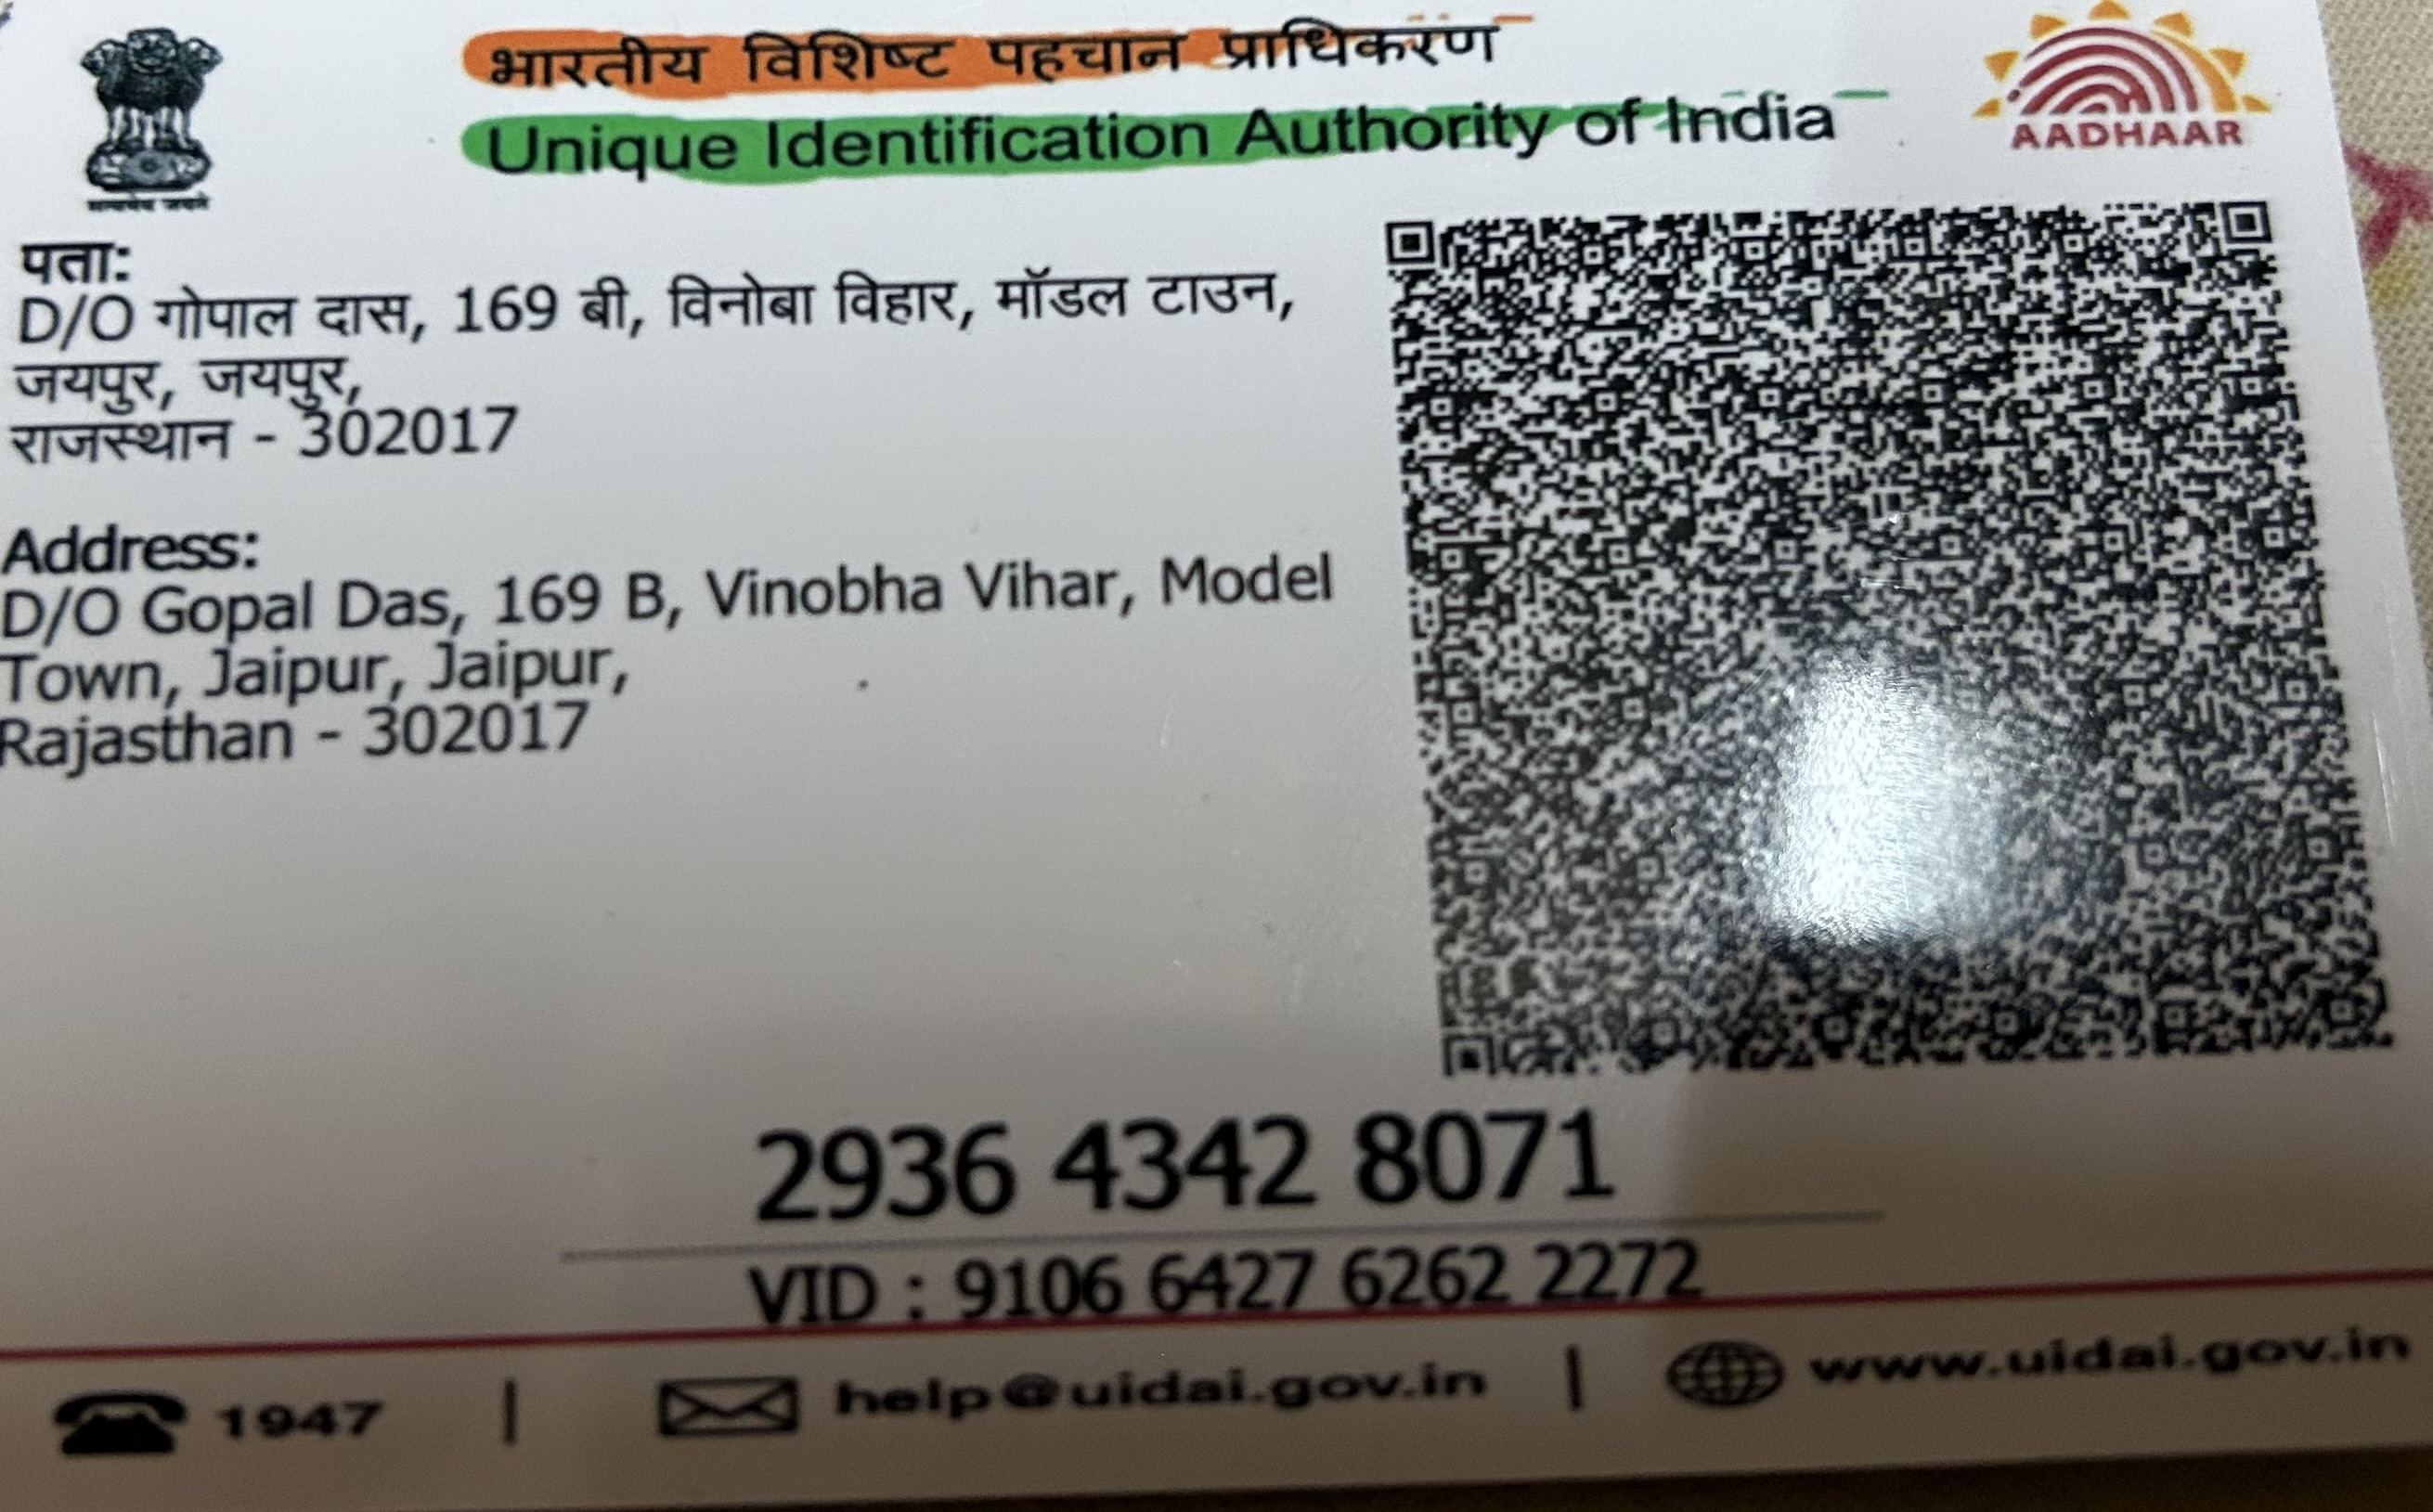 भारतीय विशिष्ट पहचान प्राधिकरण
Unique Identification Authority of India
AADHAAR
पता:
D/O गोपाल दास, 169 बी, विनोबा विहार, मॉडल टाउन,
जयपुर, जयपुर,
राजस्थान - 302017
Address:
D/O Gopal Das, 169 B, Vinobha Vihar, Model
Town, Jaipur, Jaipur,
Rajasthan - 302017
2936 4342 8071
VID : 9106 6427 6262 2272
1947 | help@uidai.gov.in | www.uidai.gov.in